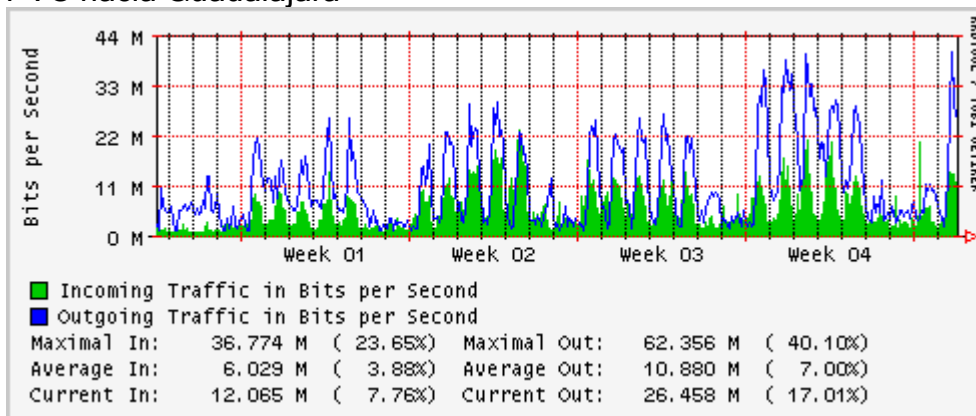 44 M
33 M
22 M
11 M
0 M
Bits per Second
Week 01 Week 02 Week 03 Week 04
Incoming Traffic in Bits per Second
Outgoing Traffic in Bits per Second
Maximal In: 36.774 M ( 23.65%) Maximal Out: 62.356 M ( 40.10%)
Average In: 6.029 M ( 3.88%) Average Out: 10.880 M ( 7.00%)
Current In: 12.065 M ( 7.76%) Current Out: 26.458 M ( 17.01%)